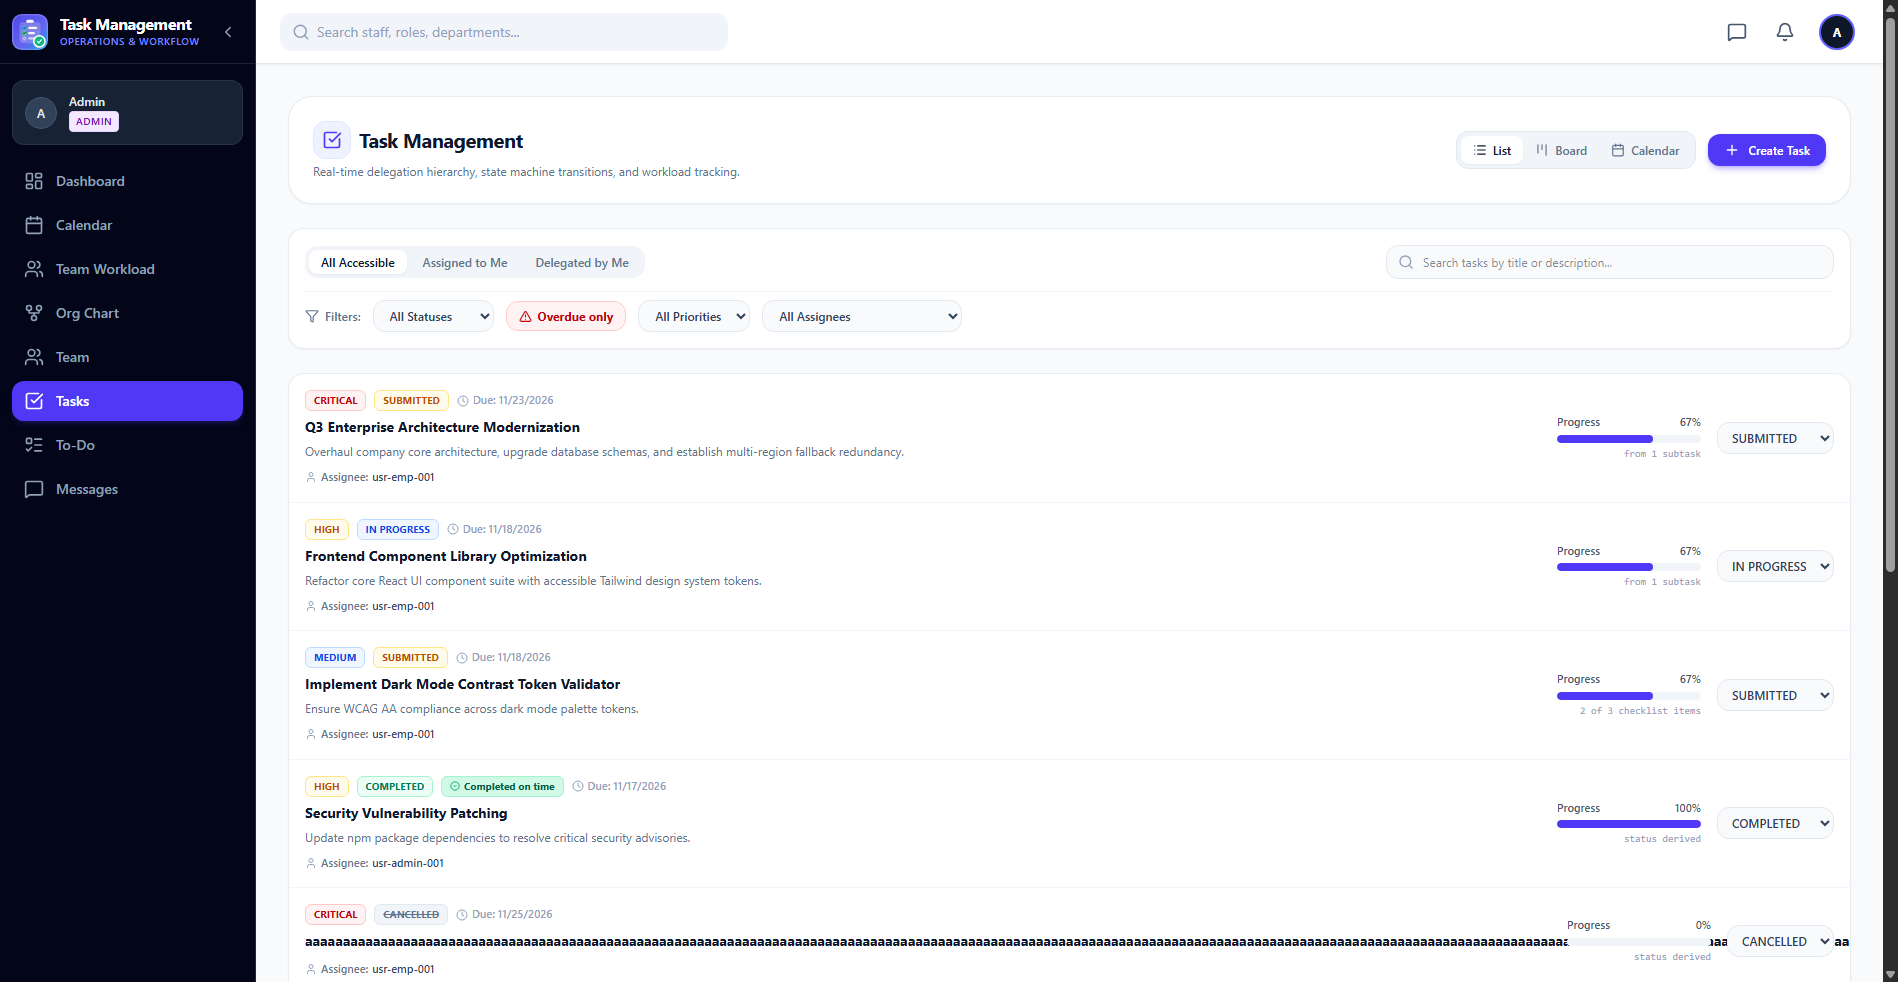 Task Management
OPERATIONS & WORKFLOW
Search staff, roles, departments...
A
A
Admin
ADMIN
Dashboard
Calendar
Team Workload
Org Chart
Team
Tasks
To-Do
Messages
Task Management
Real-time delegation hierarchy, state machine transitions, and workload tracking.
List
Board
Calendar
Create Task
All Accessible
Assigned to Me
Delegated by Me
Search tasks by title or description...
Filters:
All Statuses
Overdue only
All Priorities
All Assignees
CRITICAL
SUBMITTED
Due: 11/23/2026
Q3 Enterprise Architecture Modernization
Overhaul company core architecture, upgrade database schemas, and establish multi-region fallback redundancy.
Assignee: usr-emp-001
Progress
67%
from 1 subtask
SUBMITTED
HIGH
IN PROGRESS
Due: 11/18/2026
Frontend Component Library Optimization
Refactor core React UI component suite with accessible Tailwind design system tokens.
Assignee: usr-emp-001
Progress
67%
from 1 subtask
IN PROGRESS
MEDIUM
SUBMITTED
Due: 11/18/2026
Implement Dark Mode Contrast Token Validator
Ensure WCAG AA compliance across dark mode palette tokens.
Assignee: usr-emp-001
Progress
67%
2 of 3 checklist items
SUBMITTED
HIGH
COMPLETED
Completed on time
Due: 11/17/2026
Security Vulnerability Patching
Update npm package dependencies to resolve critical security advisories.
Assignee: usr-admin-001
Progress
100%
status derived
COMPLETED
CRITICAL
CANCELLED
Due: 11/25/2026
Assignee: usr-emp-001
Progress
0%
status derived
CANCELLED